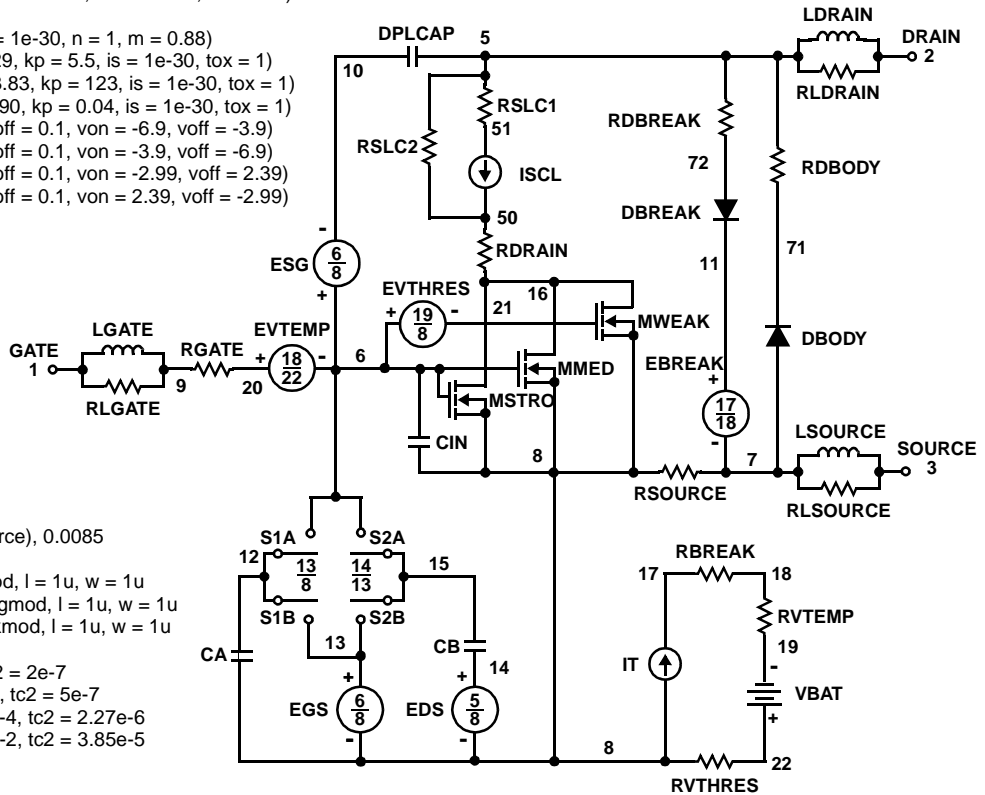 = 1e-30, n = 1, m = 0.88)
29, kp = 5.5, is = 1e-30, tox = 1)
3.83, kp = 123, is = 1e-30, tox = 1)
90, kp = 0.04, is = 1e-30, tox = 1)
off = 0.1, von = -6.9, voff = -3.9)
off = 0.1, von = -3.9, voff = -6.9)
off = 0.1, von = -2.99, voff = 2.39)
off = 0.1, von = 2.39, voff = -2.99)
DPLCAP
5
10
LDRAIN
DRAIN
2
RLDRAIN
RSLC1
51
RSLC2
ISCL
50
RDRAIN
RDBREAK
72
RDBODY
DBREAK
11
71
-
ESG
6
8
+
EVTHRES
+
19
8
-
21
16
MWEAK
LGATE
GATE
1
RLGATE
9
RGATE
EVTEMP
+
18
22
-
20
6
MMED
MSTRO
EBREAK
+
17
18
-
DBODY
CIN
8
RSOURCE
7
LSOURCE
SOURCE
3
RLSOURCE
rce), 0.0085
od, l = 1u, w = 1u
gmod, l = 1u, w = 1u
kmod, l = 1u, w = 1u
2 = 2e-7
, tc2 = 5e-7
-4, tc2 = 2.27e-6
-2, tc2 = 3.85e-5
S1A
S2A
12
13
8
14
13
15
S1B
S2B
13
CA
CB
14
+
EGS
6
8
-
+
EDS
5
8
-
8
RBREAK
17
18
RVTEMP
19
IT
-
VBAT
+
22
RVTHRES